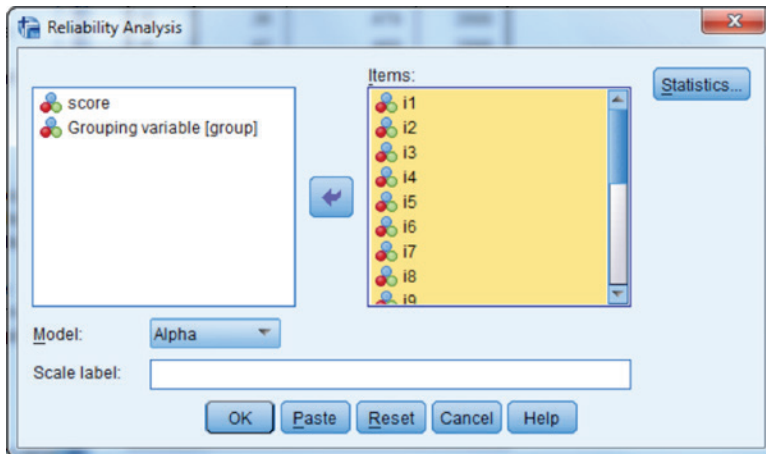 Reliability Analysis
score
Grouping variable [group]
Items:
i1
i2
i3
i4
i5
i6
i7
i8
i9
Statistics...
Model:
Alpha
Scale label:
OK
Paste
Reset
Cancel
Help